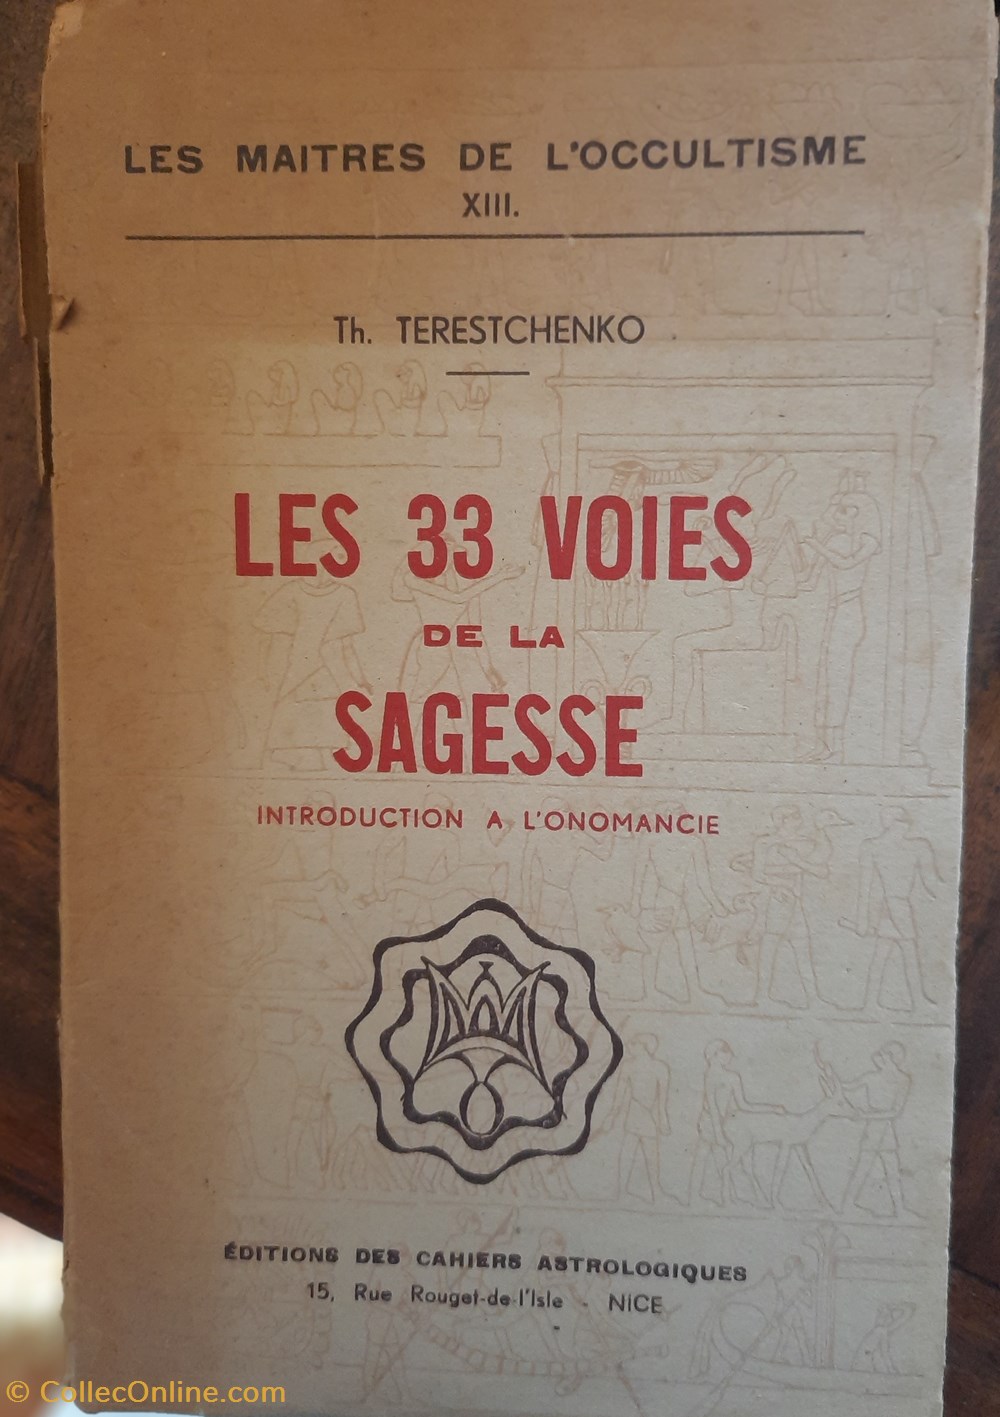 LES MAITRES DE L'OCCULTISME
XIII.
Th. TERESTCHENKO
LES 33 VOIES
DE LA
SAGESSE
INTRODUCTION A L'ONOMANCIE
ÉDITIONS DES CAHIERS ASTROLOGIQUES
15, Rue Rouget-de-l'Isle - NICE
© CollecOnline.com